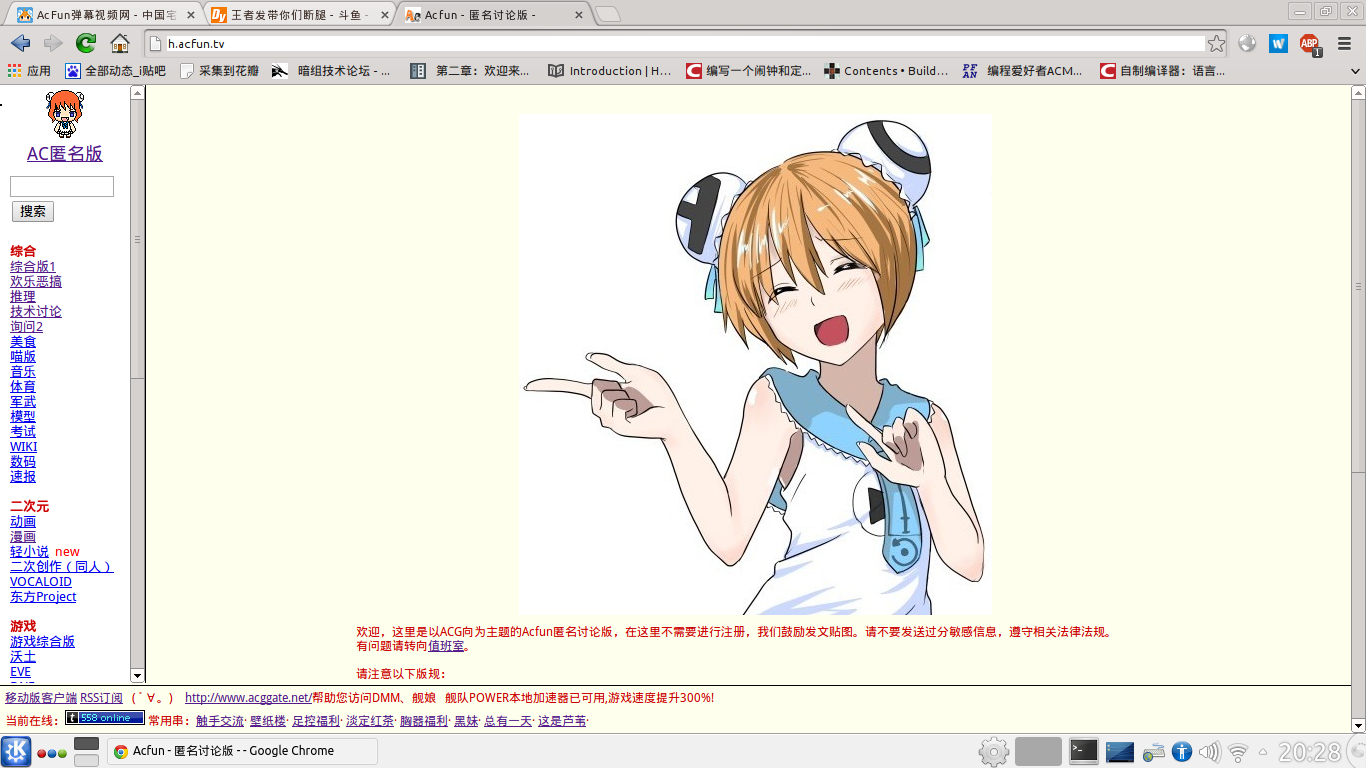 AcFun弹幕视频网 - 中国宅
王者发带你们断腿 - 斗鱼 -
Acfun - 匿名讨论版 -
h.acfun.tv
ABP
1
应用
全部动态_i贴吧
采集到花瓣
暗组技术论坛 - ...
第二章：欢迎来...
Introduction | H...
编写一个闹钟和定...
Contents • Build...
编程爱好者ACM...
自制编译器：语言...
AC匿名版
搜索
综合
综合版1
欢乐恶搞
推理
技术讨论
询问2
美食
喵版
音乐
体育
军武
模型
考试
WIKI
数码
速报
二次元
动画
漫画
轻小说 new
二次创作（同人）
VOCALOID
东方Project
游戏
游戏综合版
沃土
EVE
欢迎，这里是以ACG向为主题的Acfun匿名讨论版，在这里不需要进行注册，我们鼓励发文贴图。请不要发送过分敏感信息，遵守相关法律法规。
有问题请转向值班室。
请注意以下版规：
移动版客户端 RSS订阅 (ﾟ∀。) http://www.acggate.net/帮助您访问DMM、舰娘 舰队POWER本地加速器已可用,游戏速度提升300%!
当前在线： t 558 online 常用串： 触手交流· 壁纸楼· 足控福利· 淡定红茶· 胸器福利· 黑妹· 总有一天· 这是芦苇·
Acfun - 匿名讨论版 - - Google Chrome
20:28